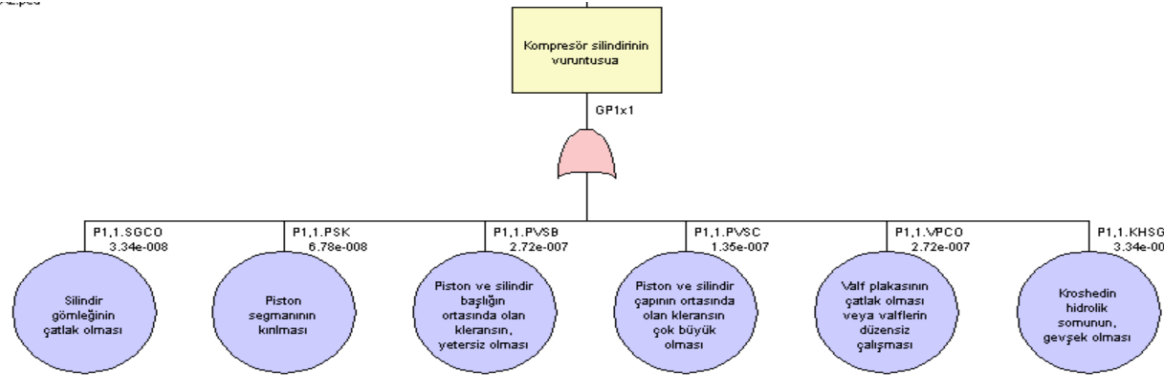 Kompresör silindirinin
vuruntusua
GP1x1
P1,1.SGCO
3.34e-008
P1,1.PSK
6.78e-008
P1,1.PVSB
2.72e-007
P1,1.PVSC
1.35e-007
P1,1.VPCO
2.72e-007
P1,1.KHSG
3.34e-00
Silindir
gömleğinin
çatlak olması
Piston
segmanının
kırılması
Piston ve silindir
başlığın
ortasında olan
kleransın,
yetersiz olması
Piston ve silindir
çapının ortasında
olan kleransın
çok büyük
olması
Valf plakasının
çatlak olması
veya valflerin
düzensiz
çalışması
Kroshedin
hidrolik
somunun,
gevşek olması